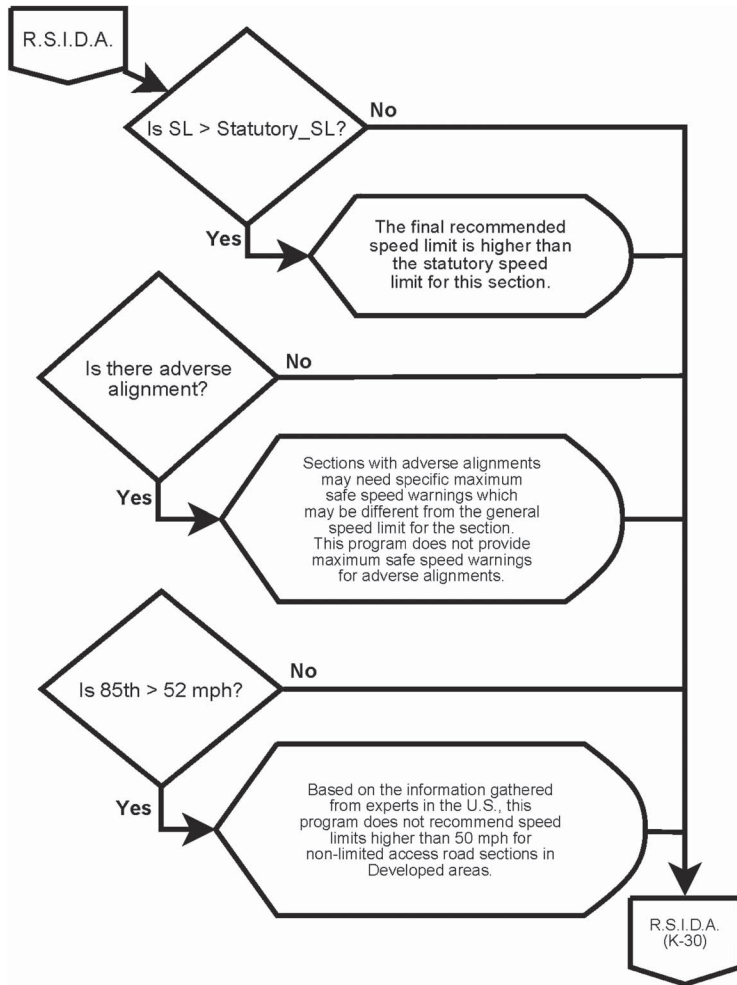 R.S.I.D.A.
Is SL > Statutory_SL?
No
Yes
The final recommended
speed limit is higher than
the statutory speed
limit for this section.
Is there adverse
alignment?
No
Yes
Sections with adverse alignments
may need specific maximum
safe speed warnings which
may be different from the general
speed limit for the section.
This program does not provide
maximum safe speed warnings
for adverse alignments.
Is 85th > 52 mph?
No
Yes
Based on the information gathered
from experts in the U.S., this
program does not recommend speed
limits higher than 50 mph for
non-limited access road sections in
Developed areas.
R.S.I.D.A.
(K-30)